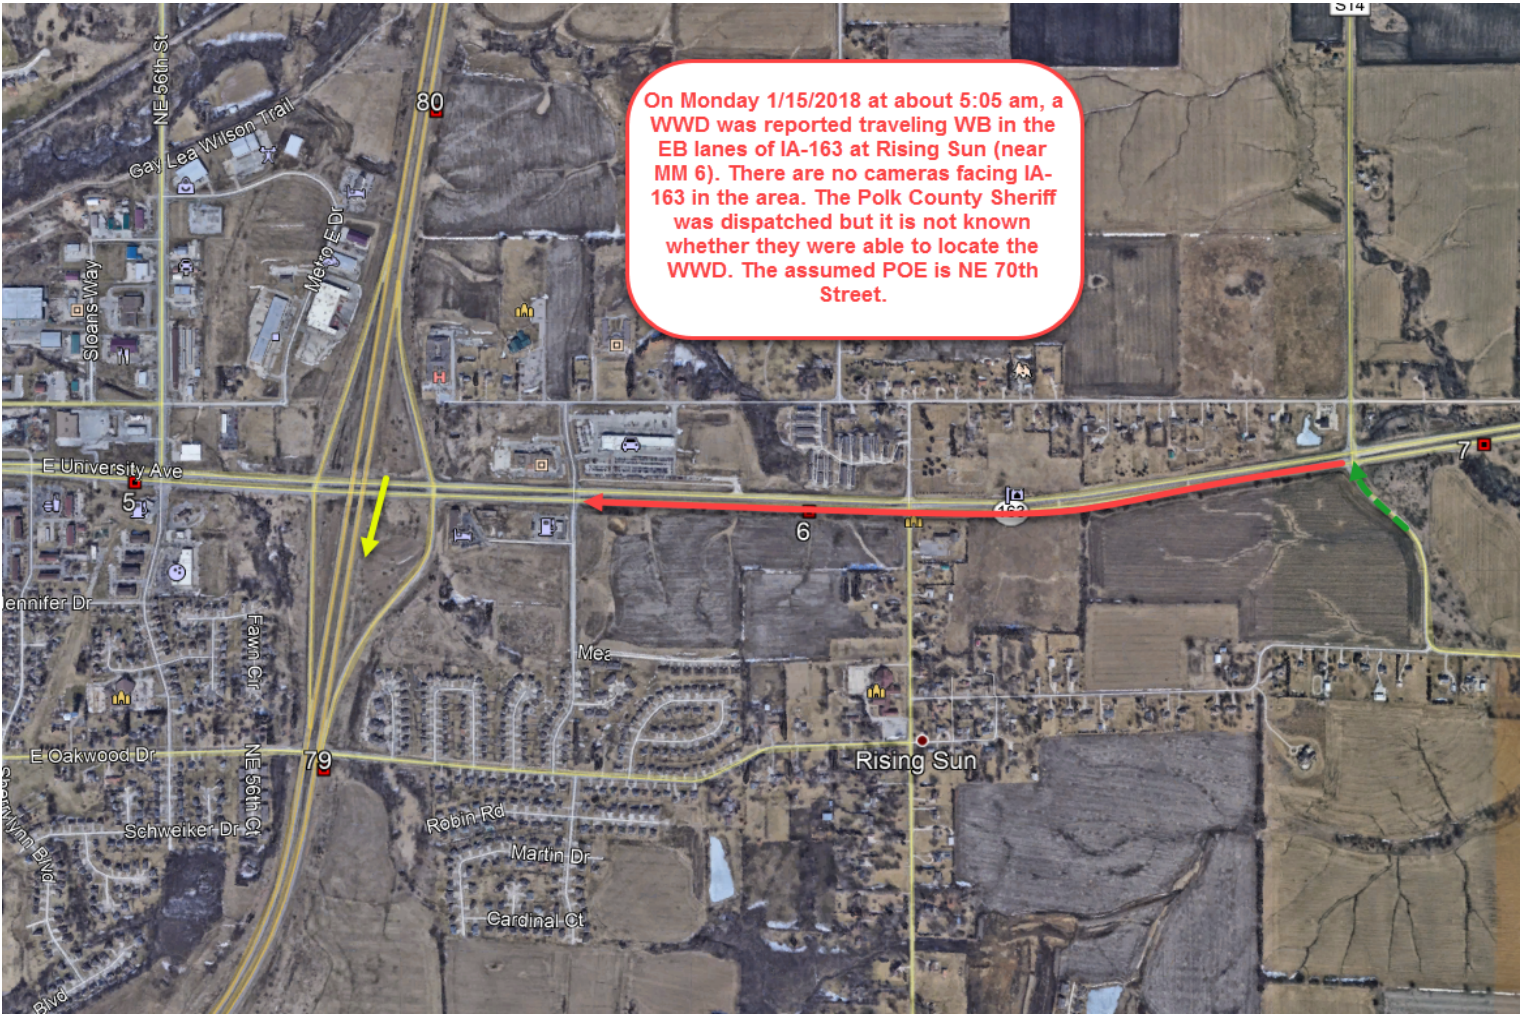 S14
NE 56th St
80
Gay Lea Wilson Trail
On Monday 1/15/2018 at about 5:05 am, a
WWD was reported traveling WB in the
EB lanes of IA-163 at Rising Sun (near
MM 6). There are no cameras facing IA-
163 in the area. The Polk County Sheriff
was dispatched but it is not known
whether they were able to locate the
WWD. The assumed POE is NE 70th
Street.
Metro E Dr
Sloans Way
H
E University Ave
5
7
163
6
Jennifer Dr
Fawn Cir
Mea
E Oakwood Dr
NE 56th Ct
79
Rising Sun
Sherrlynn Blvd
Schweiker Dr
Robin Rd
Martin Dr
Cardinal Ct
Blvd